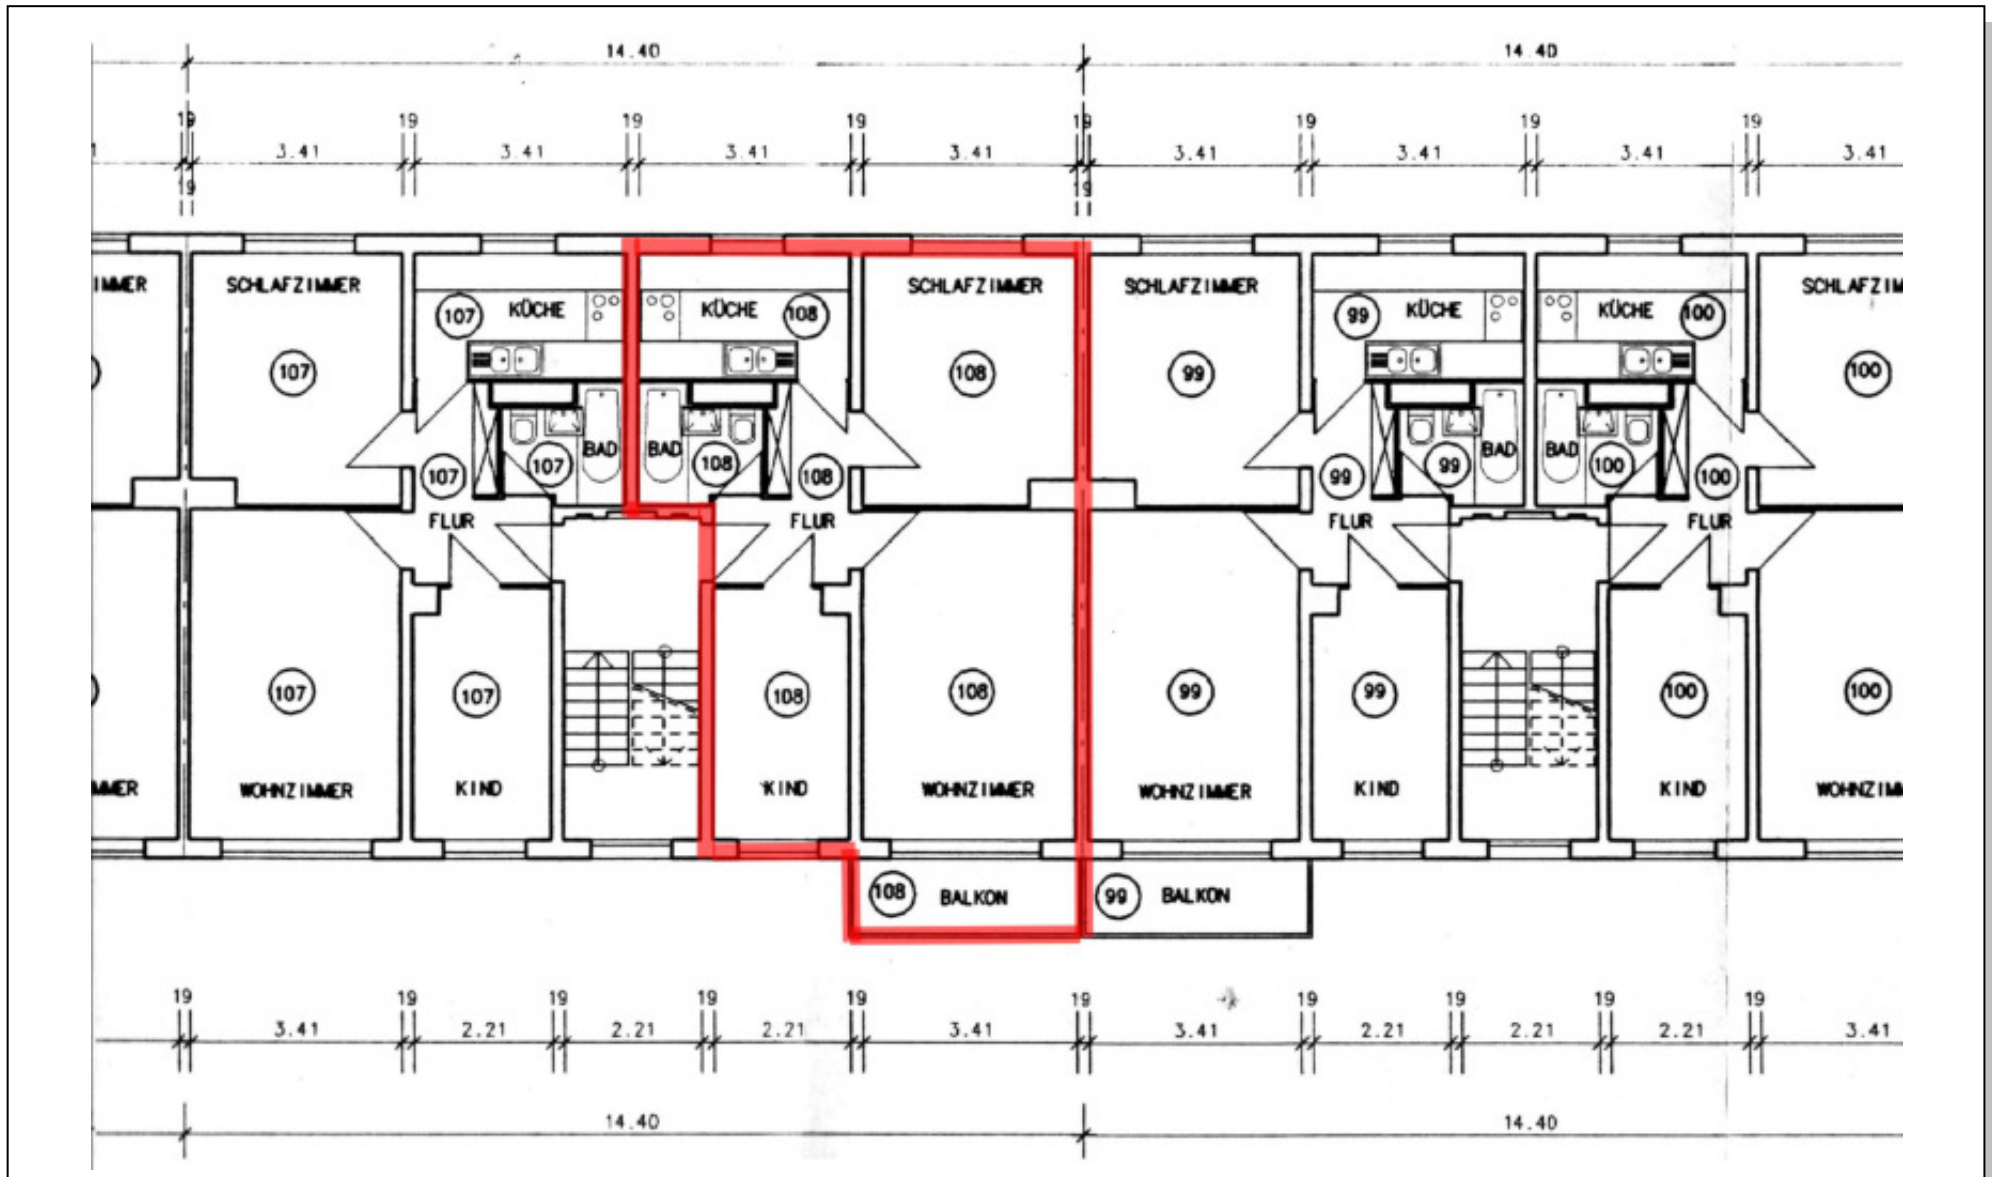 14.40 14.40
19 19 19 19 19 19 19 19
1 3.41 3.41 3.41 3.41 3.41 3.41 3.41 3.41
19 19
IMMER SCHLAFZIMMER KÜCHE KÜCHE SCHLAFZIMMER SCHLAFZIMMER KÜCHE KÜCHE SCHLAFZIM
107 108 99 100
107 108 99 100
BAD BAD BAD BAD
107 107 108 108 99 99 100 100
FLUR FLUR FLUR FLUR
107 107 108 108 99 99 100 100
MMER WOHNZIMMER KIND KIND WOHNZIMMER WOHNZIMMER KIND KIND WOHNZIM
108 BALKON 99 BALKON
19 19 19 19 19 19 19 19 19 19
3.41 2.21 2.21 2.21 3.41 3.41 2.21 2.21 2.21 3.41
14.40 14.40